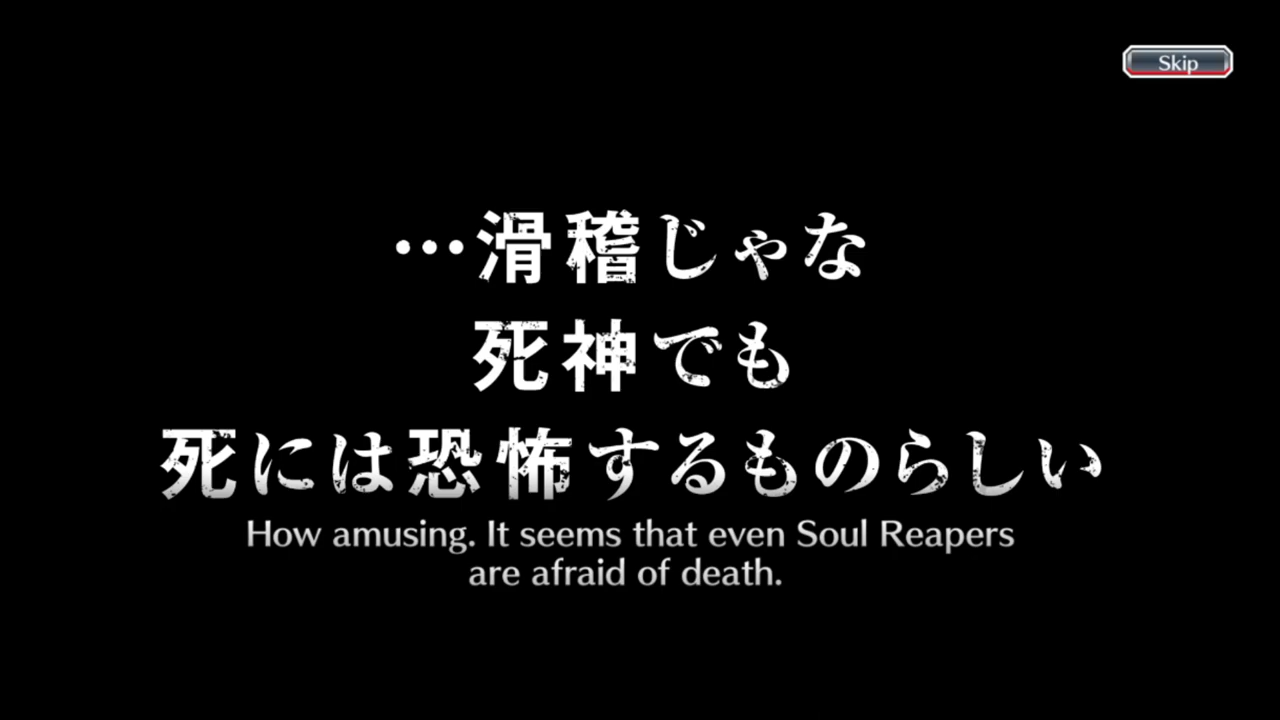 Skip
…滑稽じゃな
死神でも
死には恐怖するものらしい
How amusing. It seems that even Soul Reapers
are afraid of death.